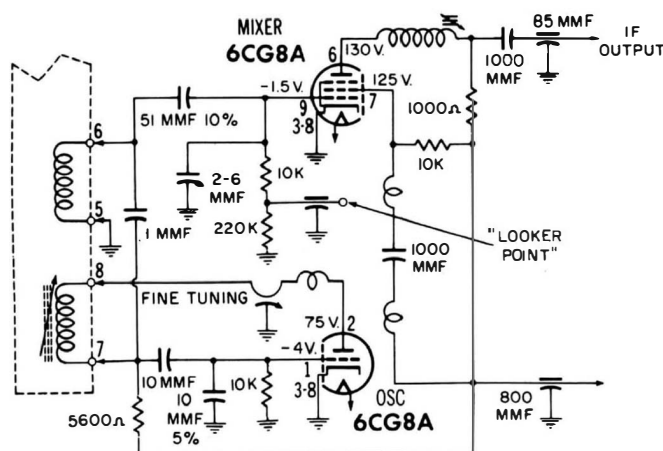 MIXER
6CG8A
85 MMF
6
130 V.
1000
MMF
IF
OUTPUT
-1.5 V.
125 V.
7
9
3-8
51 MMF 10%
1000Ω
6
10K
10K
2-6
MMF
5
1 MMF
220K
1000
MMF
"LOOKER
POINT"
8
FINE TUNING
75 V.
2
-4 V.
7
1
10 MMF
10K
3-8
OSC
6CG8A
10
MMF
5%
5600Ω
800
MMF